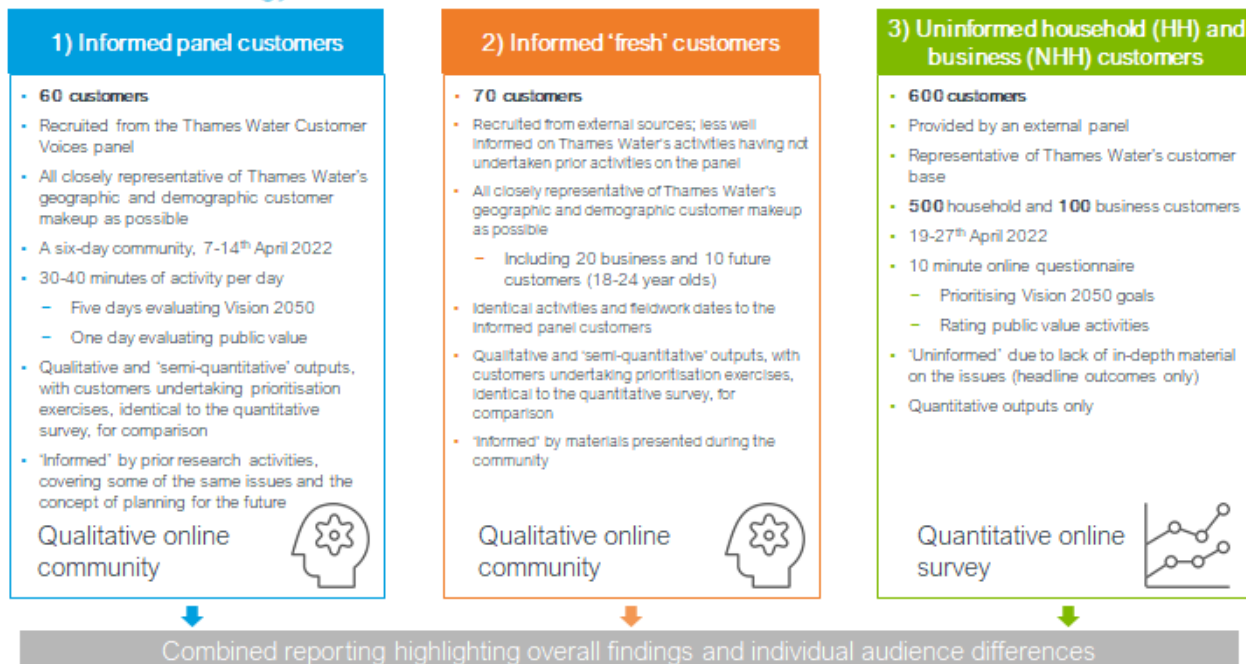 1) Informed panel customers
60 customers
Recruited from the Thames Water Customer
Voices panel
All closely representative of Thames Water's
geographic and demographic customer
makeup as possible
A six-day community, 7-14th April 2022
30-40 minutes of activity per day
– Five days evaluating Vision 2050
– One day evaluating public value
Qualitative and 'semi-quantitative' outputs,
with customers undertaking prioritisation
exercises, identical to the quantitative
survey, for comparison
'Informed' by prior research activities,
covering some of the same issues and the
concept of planning for the future
Qualitative online
community
2) Informed 'fresh' customers
70 customers
Recruited from external sources; less well
informed on Thames Water's activities having not
undertaken prior activities on the panel
All closely representative of Thames Water's
geographic and demographic customer makeup
as possible
– Including 20 business and 10 future
customers (18-24 year olds)
Identical activities and fieldwork dates to the
informed panel customers
Qualitative and 'semi-quantitative' outputs, with
customers undertaking prioritisation exercises,
identical to the quantitative survey, for
comparison
'Informed' by materials presented during the
community
Qualitative online
community
3) Uninformed household (HH) and
business (NHH) customers
600 customers
Provided by an external panel
Representative of Thames Water's customer
base
500 household and 100 business customers
19-27th April 2022
10 minute online questionnaire
– Prioritising Vision 2050 goals
– Rating public value activities
'Uninformed' due to lack of in-depth material
on the issues (headline outcomes only)
Quantitative outputs only
Quantitative online
survey
Combined reporting highlighting overall findings and individual audience differences